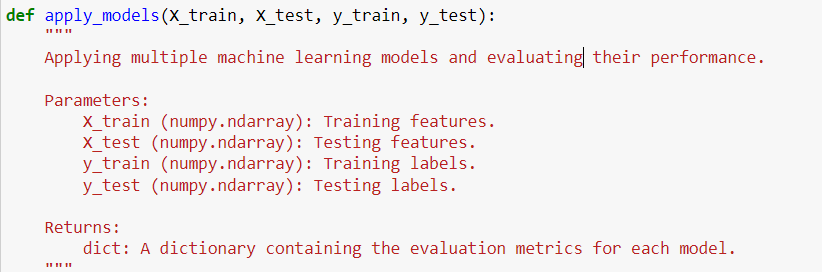 def apply_models(X_train, X_test, y_train, y_test):
"""
Applying multiple machine learning models and evaluating their performance.
Parameters:
X_train (numpy.ndarray): Training features.
X_test (numpy.ndarray): Testing features.
y_train (numpy.ndarray): Training labels.
y_test (numpy.ndarray): Testing labels.
Returns:
dict: A dictionary containing the evaluation metrics for each model.
"""